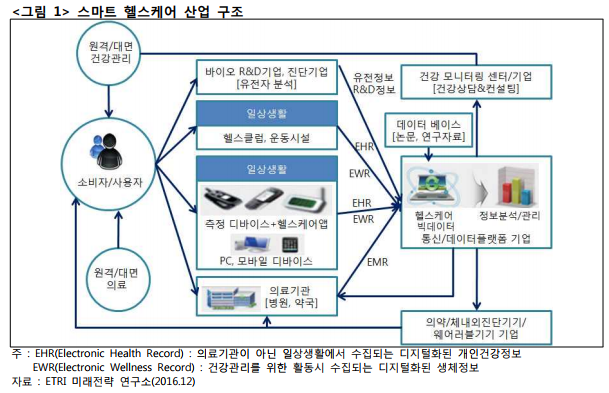 <그림 1> 스마트 헬스케어 산업 구조
원격/대면
건강관리
바이오 R&D기업, 진단기업
[유전자 분석]
유전정보
R&D정보
건강 모니터링 센터/기업
[건강상담&컨설팅]
일상생활
헬스클럽, 운동시설
데이터 베이스
[논문, 연구자료]
EHR
EWR
일상생활
소비자/사용자
EHR
EWR
측정 디바이스+헬스케어앱
PC, 모바일 디바이스
헬스케어
빅데이터
정보분석/관리
통신/데이터플랫폼 기업
EMR
원격/대면
의료
의료기관
[병원, 약국]
의약/체내외진단기기/
웨어러블기기 기업
주 : EHR(Electronic Health Record) : 의료기관이 아닌 일상생활에서 수집되는 디지털화된 개인건강정보
EWR(Electronic Wellness Record) : 건강관리를 위한 활동시 수집되는 디지털화된 생체정보
자료 : ETRI 미래전략 연구소(2016.12)